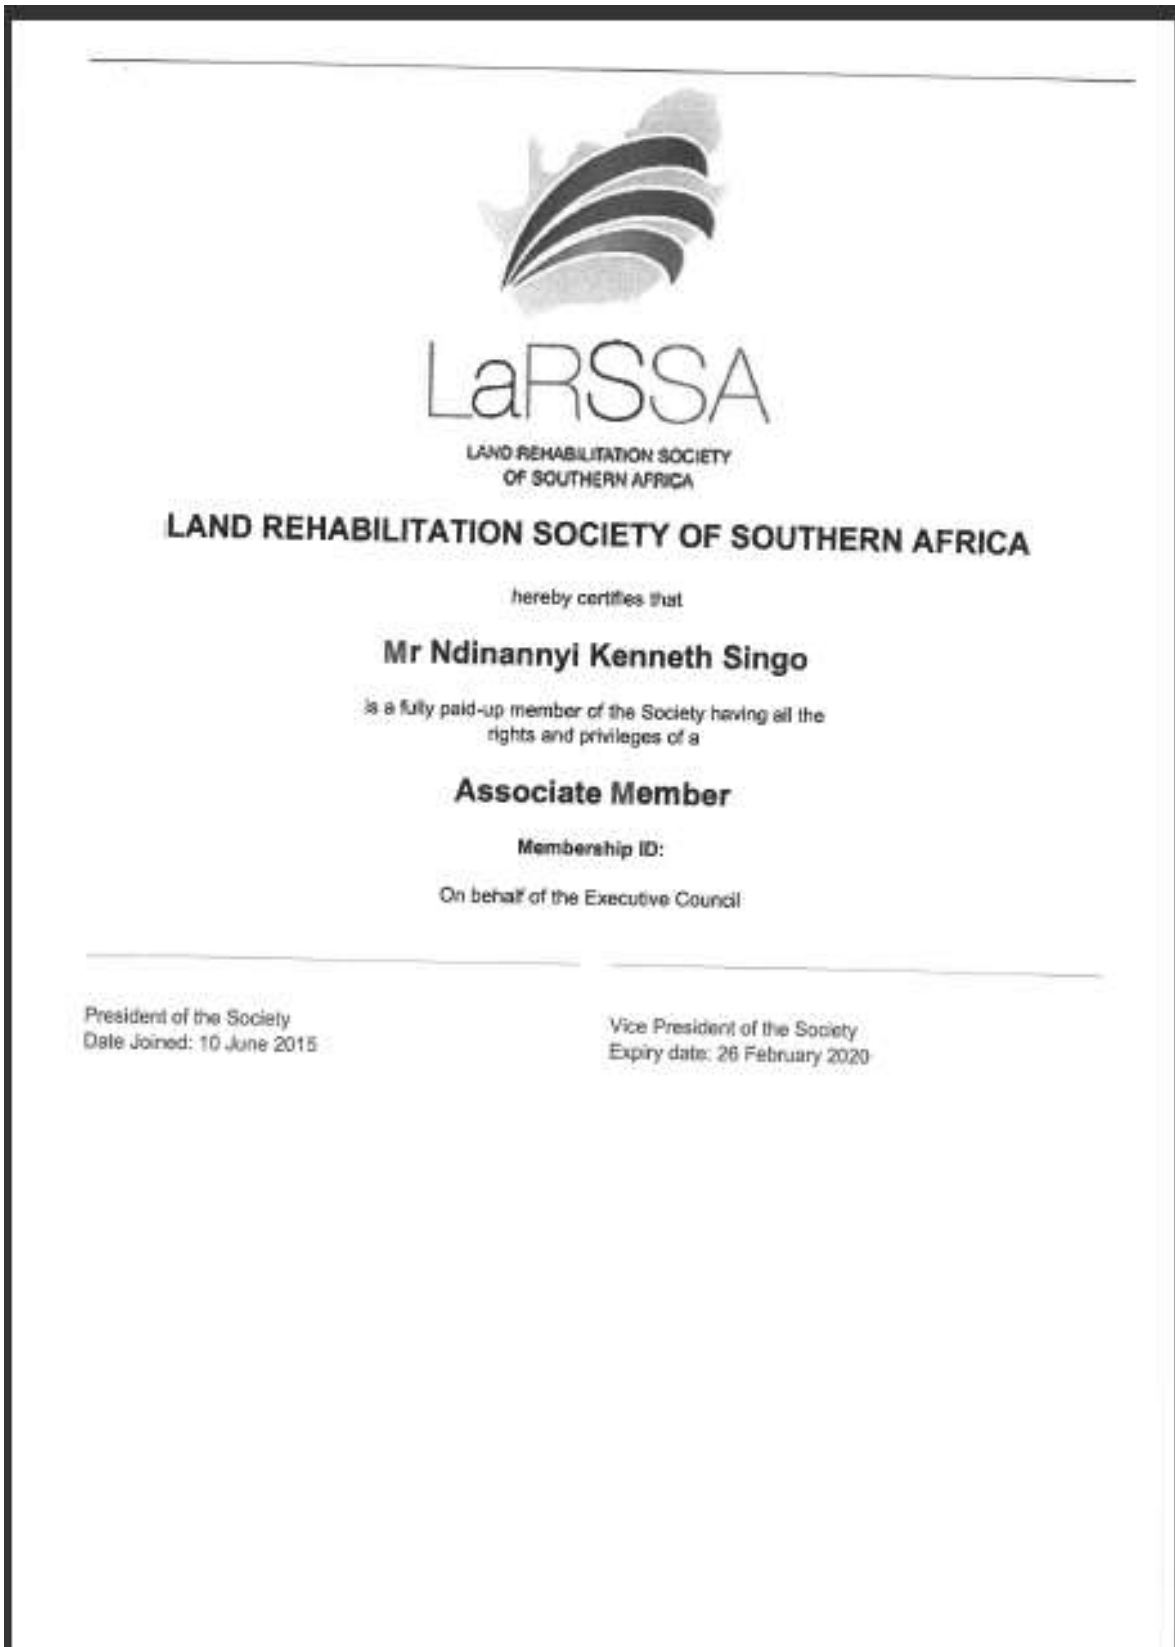 LaRSSA
LAND REHABILITATION SOCIETY
OF SOUTHERN AFRICA
LAND REHABILITATION SOCIETY OF SOUTHERN AFRICA
hereby certifies that
Mr Ndinannyi Kenneth Singo
is a fully paid-up member of the Society having all the
rights and privileges of a
Associate Member
Membership ID:
On behalf of the Executive Council
President of the Society
Date Joined: 10 June 2015
Vice President of the Society
Expiry date: 26 February 2020